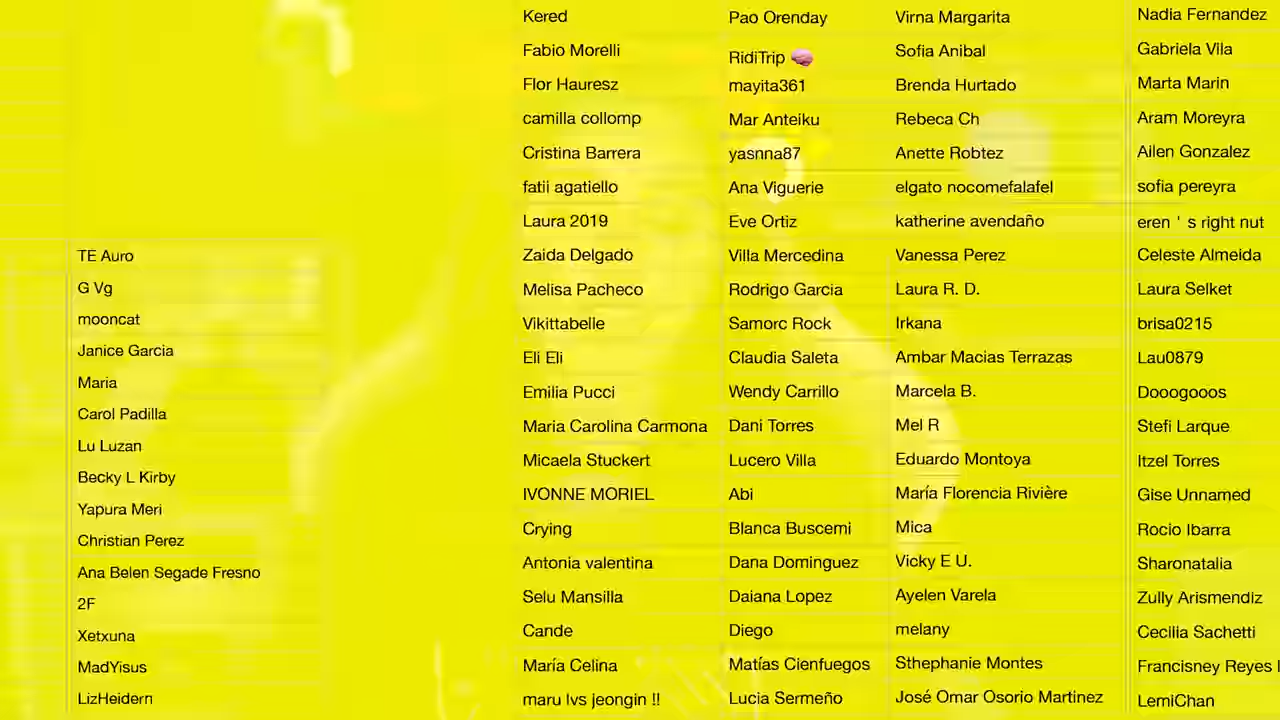 TE Auro
G Vg
mooncat
Janice Garcia
Maria
Carol Padilla
Lu Luzan
Becky L Kirby
Yapura Meri
Christian Perez
Ana Belen Segade Fresno
2F
Xetxuna
MadYisus
LizHeidern
Kered
Fabio Morelli
Flor Hauresz
camilla collomp
Cristina Barrera
fatii agatiello
Laura 2019
Zaida Delgado
Melisa Pacheco
Vikittabelle
Eli Eli
Emilia Pucci
Maria Carolina Carmona
Micaela Stuckert
IVONNE MORIEL
Crying
Antonia valentina
Selu Mansilla
Cande
María Celina
maru lvs jeongin !!
Pao Orenday
RidiTrip 🧠
mayita361
Mar Anteiku
yasnna87
Ana Viguerie
Eve Ortiz
Villa Mercedina
Rodrigo Garcia
Samorc Rock
Claudia Saleta
Wendy Carrillo
Dani Torres
Lucero Villa
Abi
Blanca Buscemi
Dana Dominguez
Daiana Lopez
Diego
Matías Cienfuegos
Lucia Sermeño
Virna Margarita
Sofia Anibal
Brenda Hurtado
Rebeca Ch
Anette Robtez
elgato nocomefalafel
katherine avendaño
Vanessa Perez
Laura R. D.
Irkana
Ambar Macias Terrazas
Marcela B.
Mel R
Eduardo Montoya
María Florencia Rivière
Mica
Vicky E U.
Ayelen Varela
melany
Sthephanie Montes
José Omar Osorio Martinez
Nadia Fernandez
Gabriela Vila
Marta Marin
Aram Moreyra
Ailen Gonzalez
sofia pereyra
eren ' s right nut
Celeste Almeida
Laura Selket
brisa0215
Lau0879
Dooogooos
Stefi Larque
Itzel Torres
Gise Unnamed
Rocio Ibarra
Sharonatalia
Zully Arismendiz
Cecilia Sachetti
Francisney Reyes
LemiChan